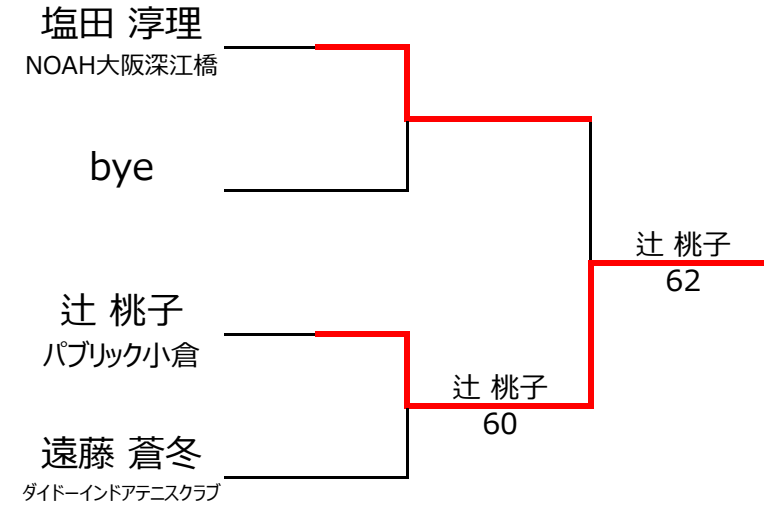 塩田 淳理
NOAH大阪深江橋
bye
辻 桃子
62
辻 桃子
パブリック小倉
辻 桃子
60
遠藤 蒼冬
ダイドーインドアテニスクラブ